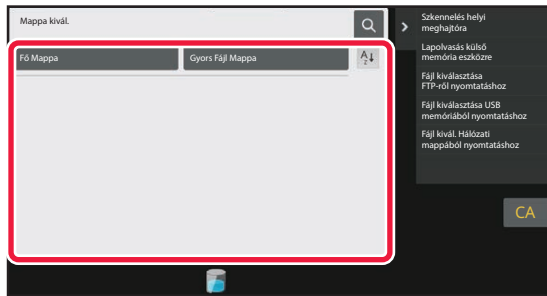 Mappa kivál.
Fő Mappa
Gyors Fájl Mappa
A
Z
Szkennelés helyi
meghajtóra
Lapolvasás külső
memória eszközre
Fájl kiválasztása
FTP-ről nyomtatáshoz
Fájl kiválasztása USB
memóriából nyomtatáshoz
Fájl kivál. Hálózati
mappából nyomtatáshoz
CA